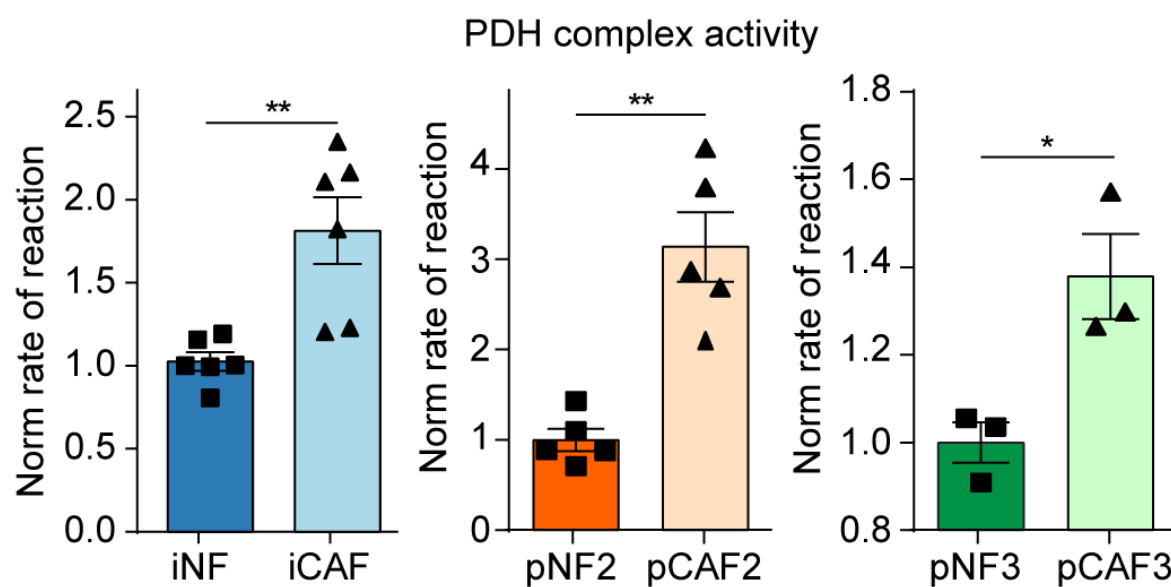 PDH complex activity
Norm rate of reaction
2.5
2.0
1.5
1.0
0.5
0.0
**
iNF
iCAF
Norm rate of reaction
4
3
2
1
0
**
pNF2
pCAF2
Norm rate of reaction
1.8
1.6
1.4
1.2
1.0
0.8
*
pNF3
pCAF3